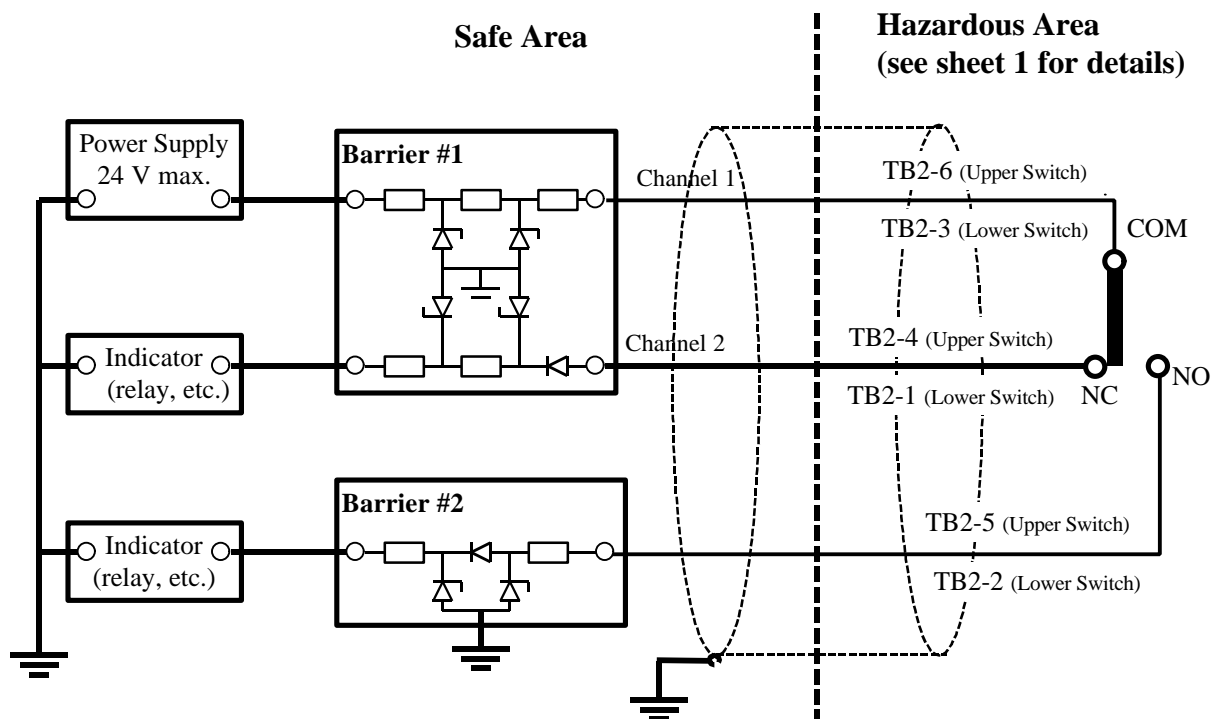 Safe Area
Hazardous Area
(see sheet 1 for details)
Power Supply
24 V max.
Barrier #1
Channel 1
TB2-6 (Upper Switch)
TB2-3 (Lower Switch)
COM
Indicator
(relay, etc.)
Channel 2
TB2-4 (Upper Switch)
TB2-1 (Lower Switch)
NC
NO
Barrier #2
Indicator
(relay, etc.)
TB2-5 (Upper Switch)
TB2-2 (Lower Switch)